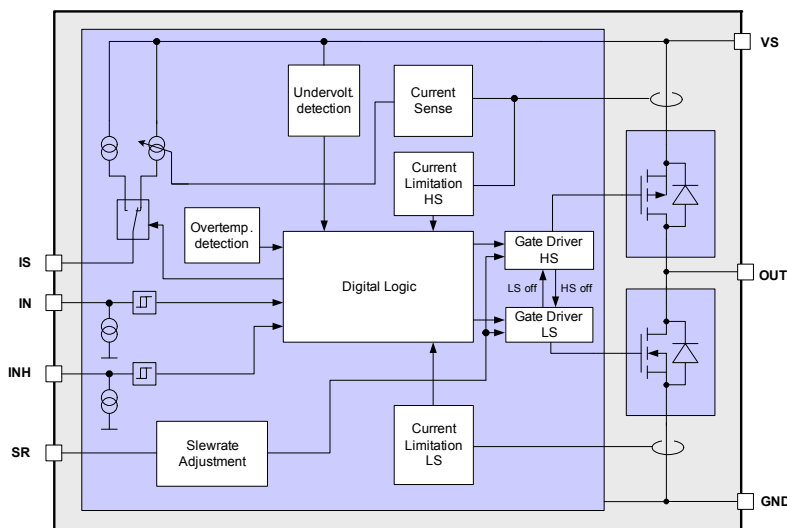 VS
Undervolt.
detection
Current
Sense
Current
Limitation
HS
Overtemp.
detection
IS
Digital Logic
Gate Driver
HS
OUT
LS off
HS off
IN
Gate Driver
LS
INH
SR
Slewrate
Adjustment
Current
Limitation
LS
GND